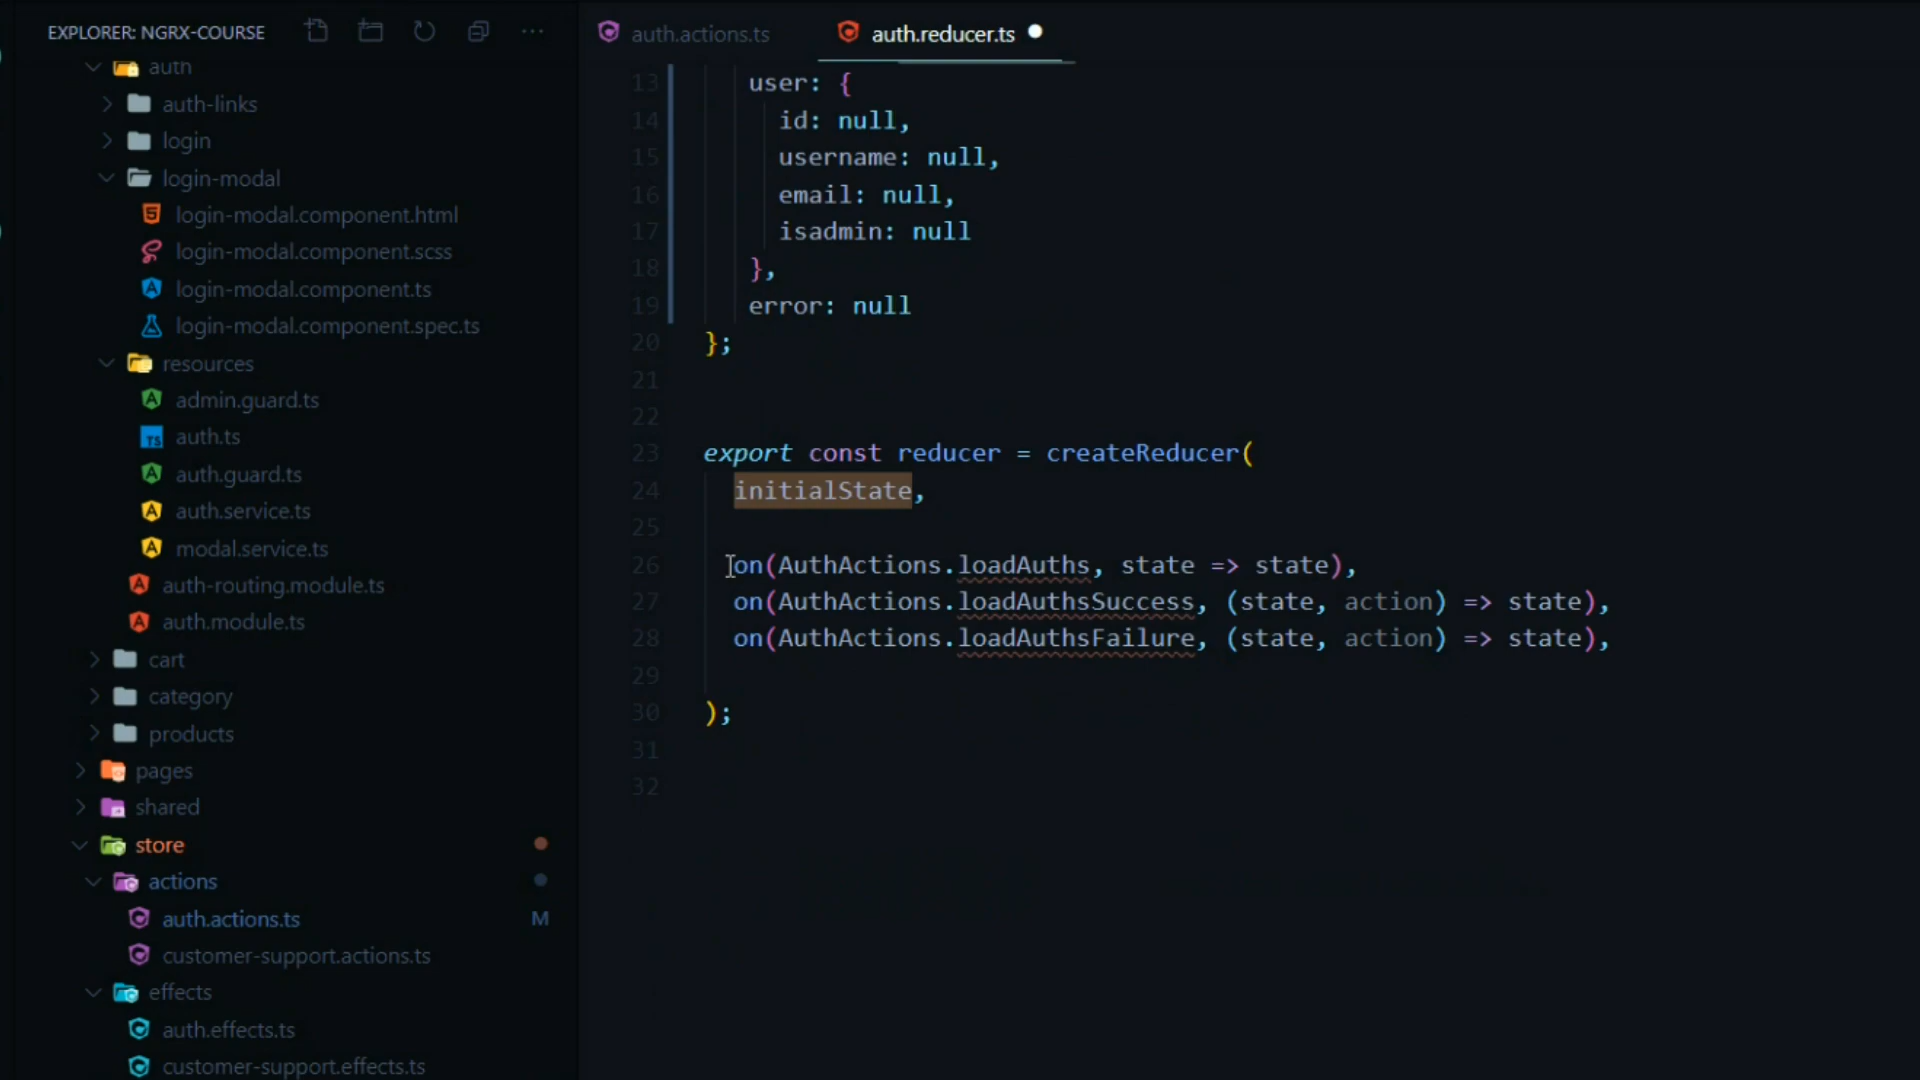 EXPLORER: NGRX-COURSE
auth
auth-links
login
login-modal
login-modal.component.html
login-modal.component.scss
login-modal.component.ts
login-modal.component.spec.ts
resources
admin.guard.ts
auth.ts
auth.guard.ts
auth.service.ts
modal.service.ts
auth-routing.module.ts
auth.module.ts
cart
category
products
pages
shared
store
actions
auth.actions.ts M
customer-support.actions.ts
effects
auth.effects.ts
customer-support.effects.ts
auth.actions.ts auth.reducer.ts
13 user: {
14 id: null,
15 username: null,
16 email: null,
17 isadmin: null
18 },
19 error: null
20 };
21
22
23 export const reducer = createReducer(
24 initialState,
25
26 on(AuthActions.loadAuths, state => state),
27 on(AuthActions.loadAuthsSuccess, (state, action) => state),
28 on(AuthActions.loadAuthsFailure, (state, action) => state),
29
30 );
31
32